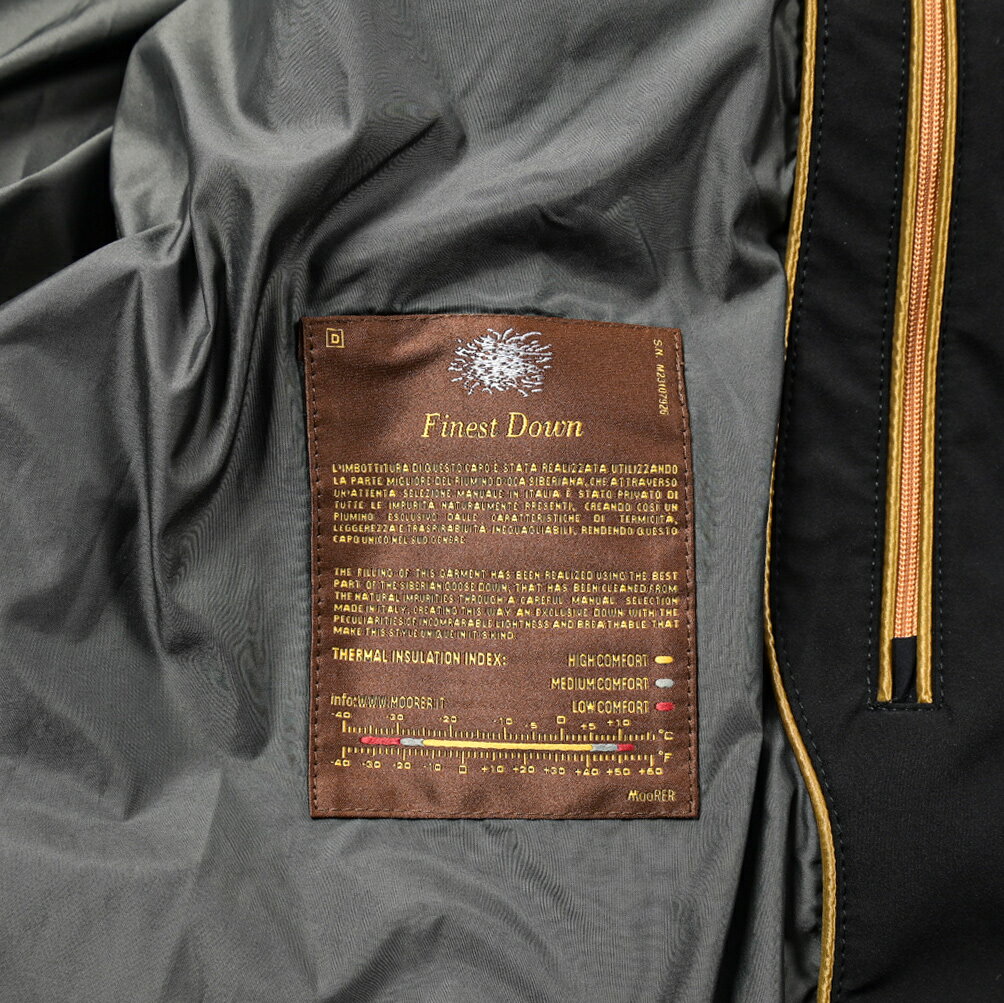 D
S.N. M23107926
Finest Down
L'IMBOTTITURA DI QUESTO CAPO È STATA REALIZZATA UTILIZZANDO
LA PARTE MIGLIORE DEL PIUMINO D'OCA SIBERIANA, CHE ATTRAVERSO
UN'ATTENTA SELEZIONE MANUALE IN ITALIA È STATO PRIVATO DI
TUTTE LE IMPURITÀ NATURALMENTE PRESENTI, CREANDO COSÌ UN
PIUMINO ESCLUSIVO DALLE CARATTERISTICHE DI TERMICITÀ,
LEGGEREZZA E TRASPIRABILITÀ INEGUAGLIABILI, RENDENDO QUESTO
CAPO UNICO NEL SUO GENERE.
THE FILLING OF THIS GARMENT HAS BEEN REALIZED USING THE BEST
PART OF THE SIBERIAN GOOSE DOWN, THAT HAS BEEN CLEANED FROM
THE NATURAL IMPURITIES THROUGH A CAREFUL MANUAL SELECTION
MADE IN ITALY, CREATING THIS WAY AN EXCLUSIVE DOWN WITH THE
PECULIARITIES OF INCOMPARABLE LIGHTNESS AND BREATHABLE THAT
MAKE THIS STYLE UNIQUE IN IT'S KIND.
THERMAL INSULATION INDEX: HIGH COMFORT
MEDIUM COMFORT
info: WWW.MOORER.IT LOW COMFORT
-40 -30 -20 -10 -5 0 +5 +10
°C
°F
-40 -30 -20 -10 0 +10 +20 +30 +40 +50 +60
MooRER